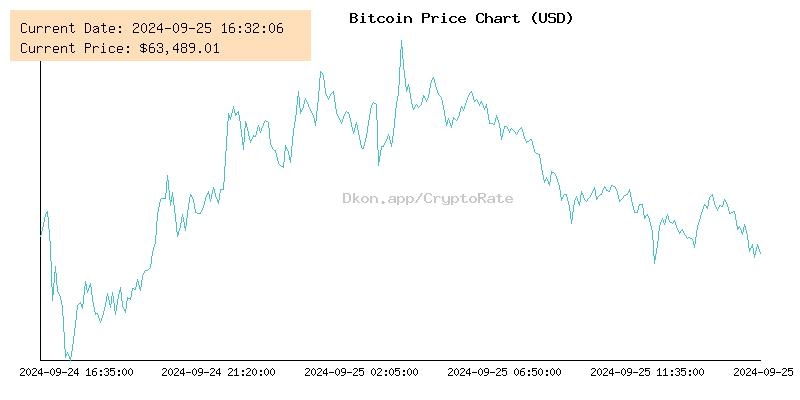 Bitcoin Price Chart (USD)
Current Date: 2024-09-25 16:32:06
Current Price: $63,489.01
Dkon.app/CryptoRate
2024-09-24 16:35:00 2024-09-24 21:20:00 2024-09-25 02:05:00 2024-09-25 06:50:00 2024-09-25 11:35:00 2024-09-25